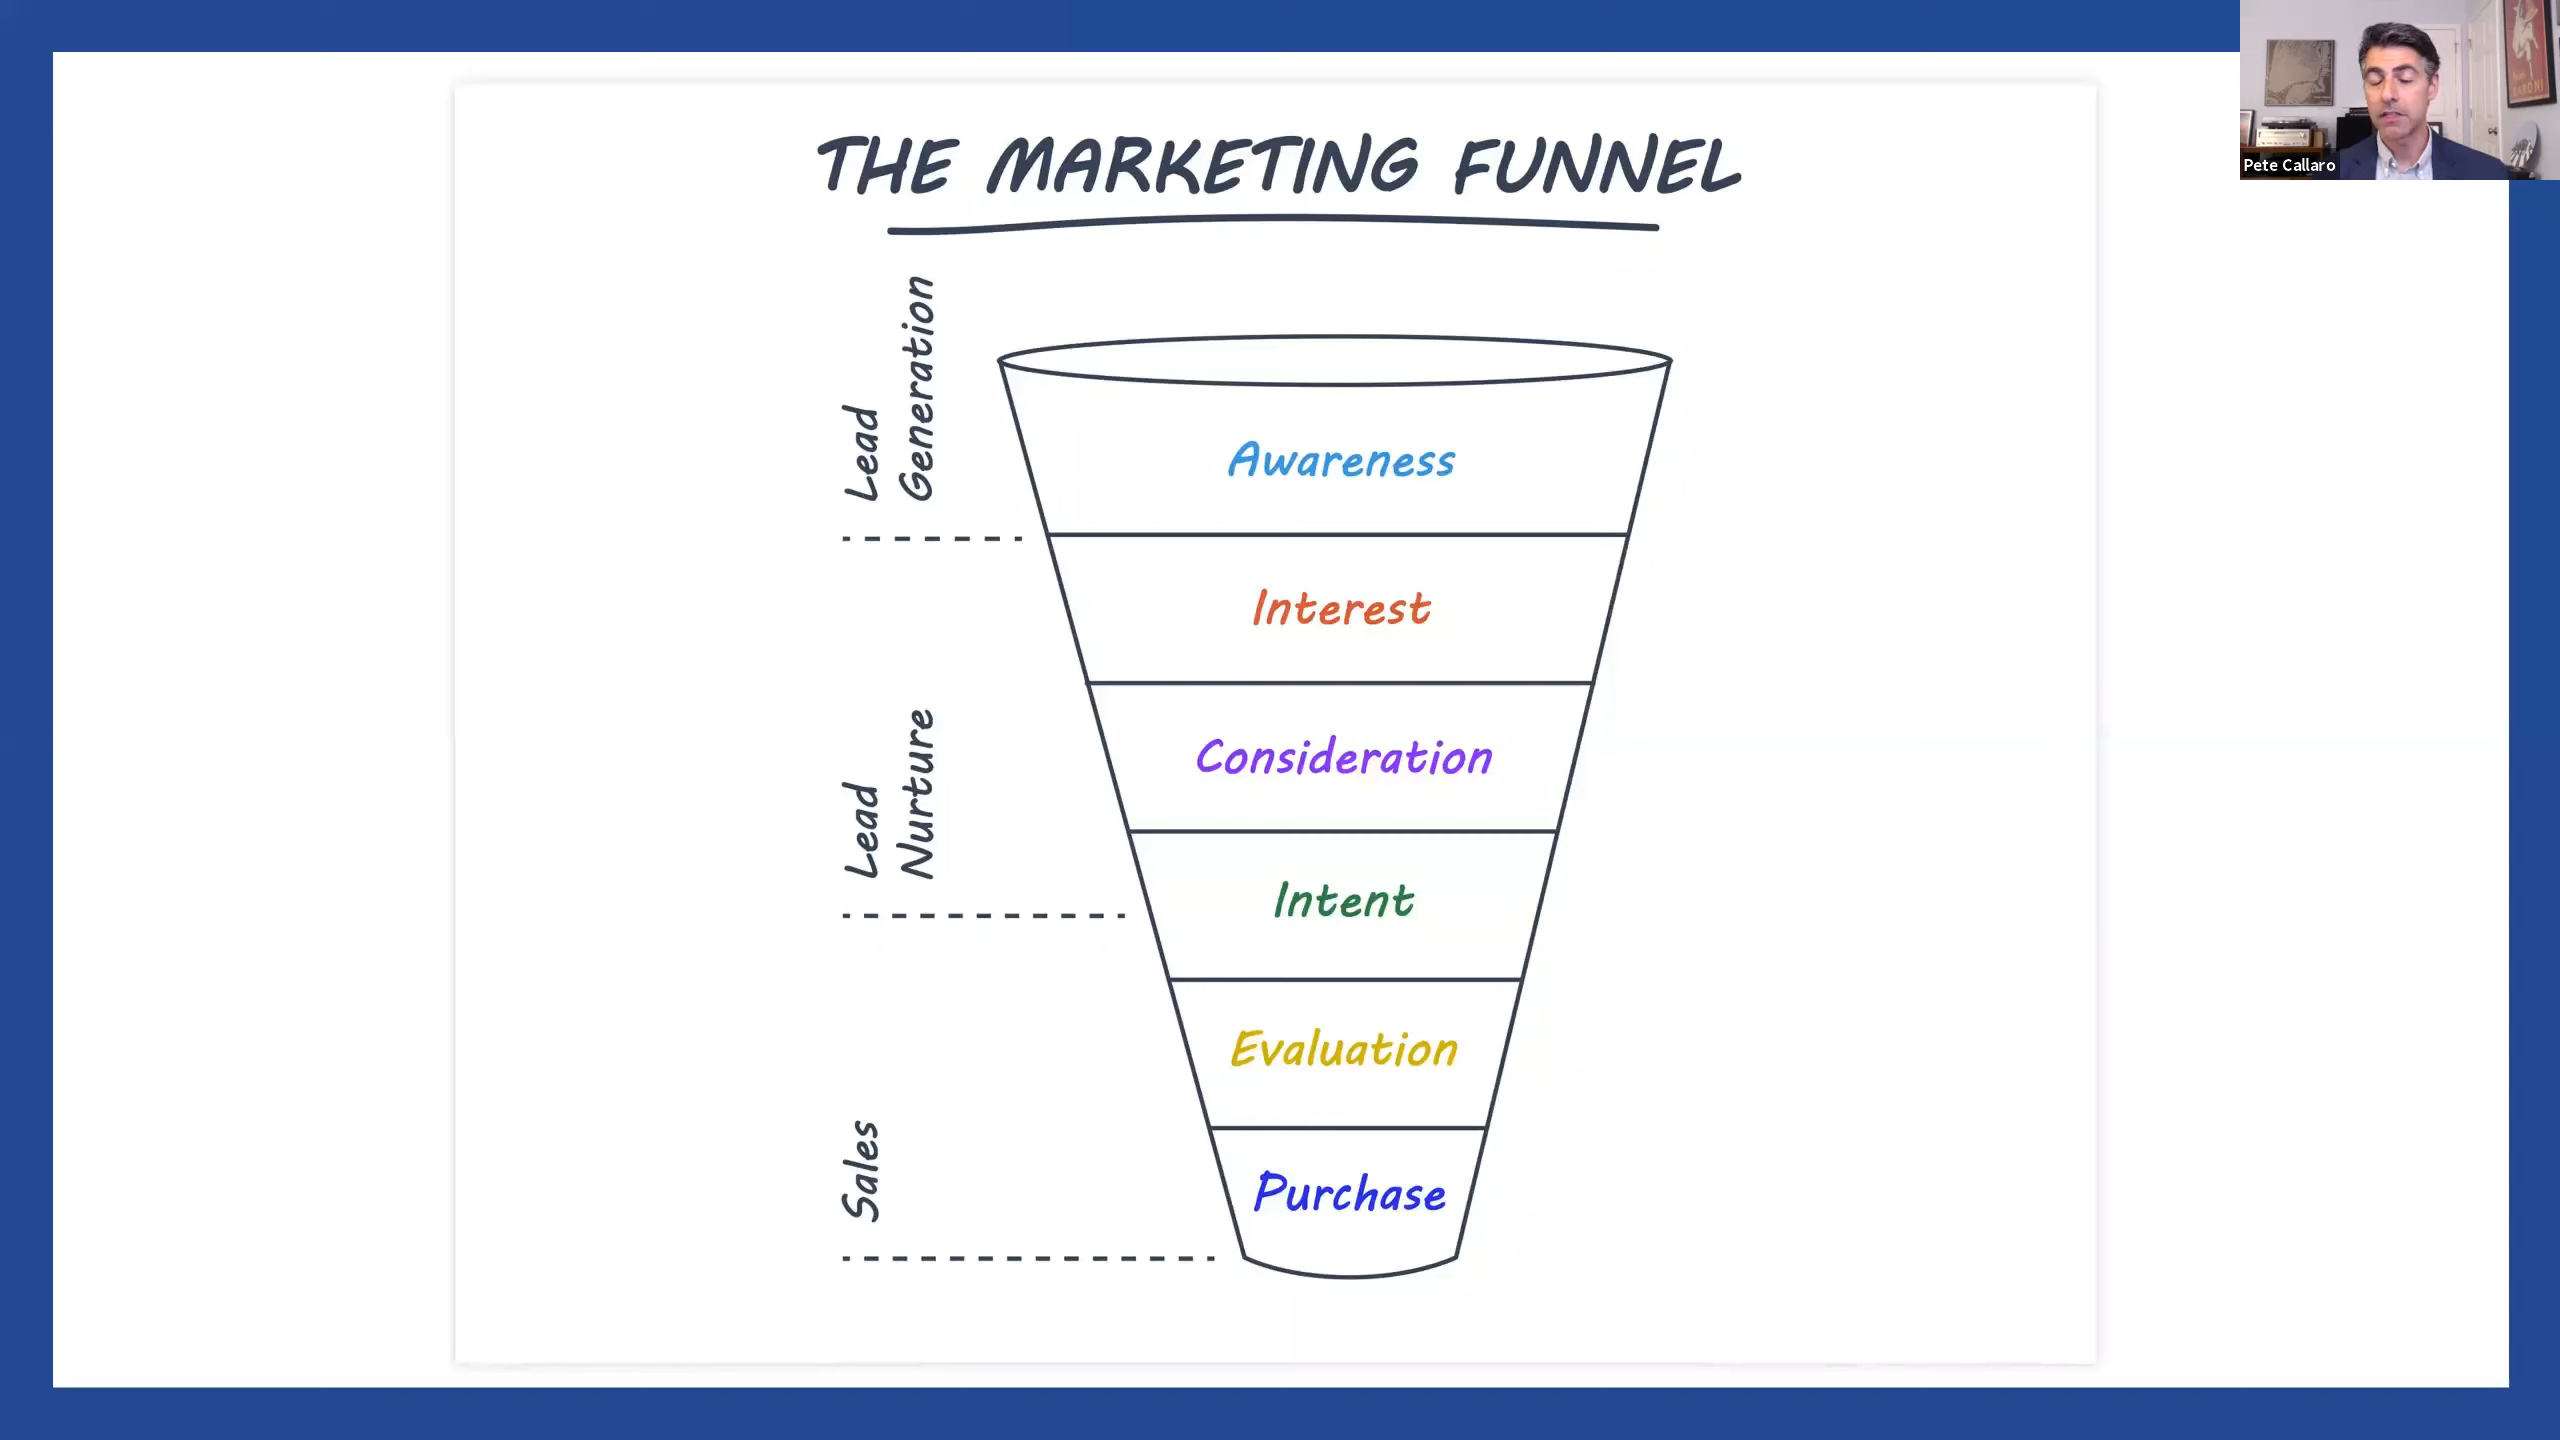 THE MARKETING FUNNEL
Lead
Generation
Awareness
Interest
Lead
Nurture
Consideration
Intent
Evaluation
Sales
Purchase
Pete Callaro